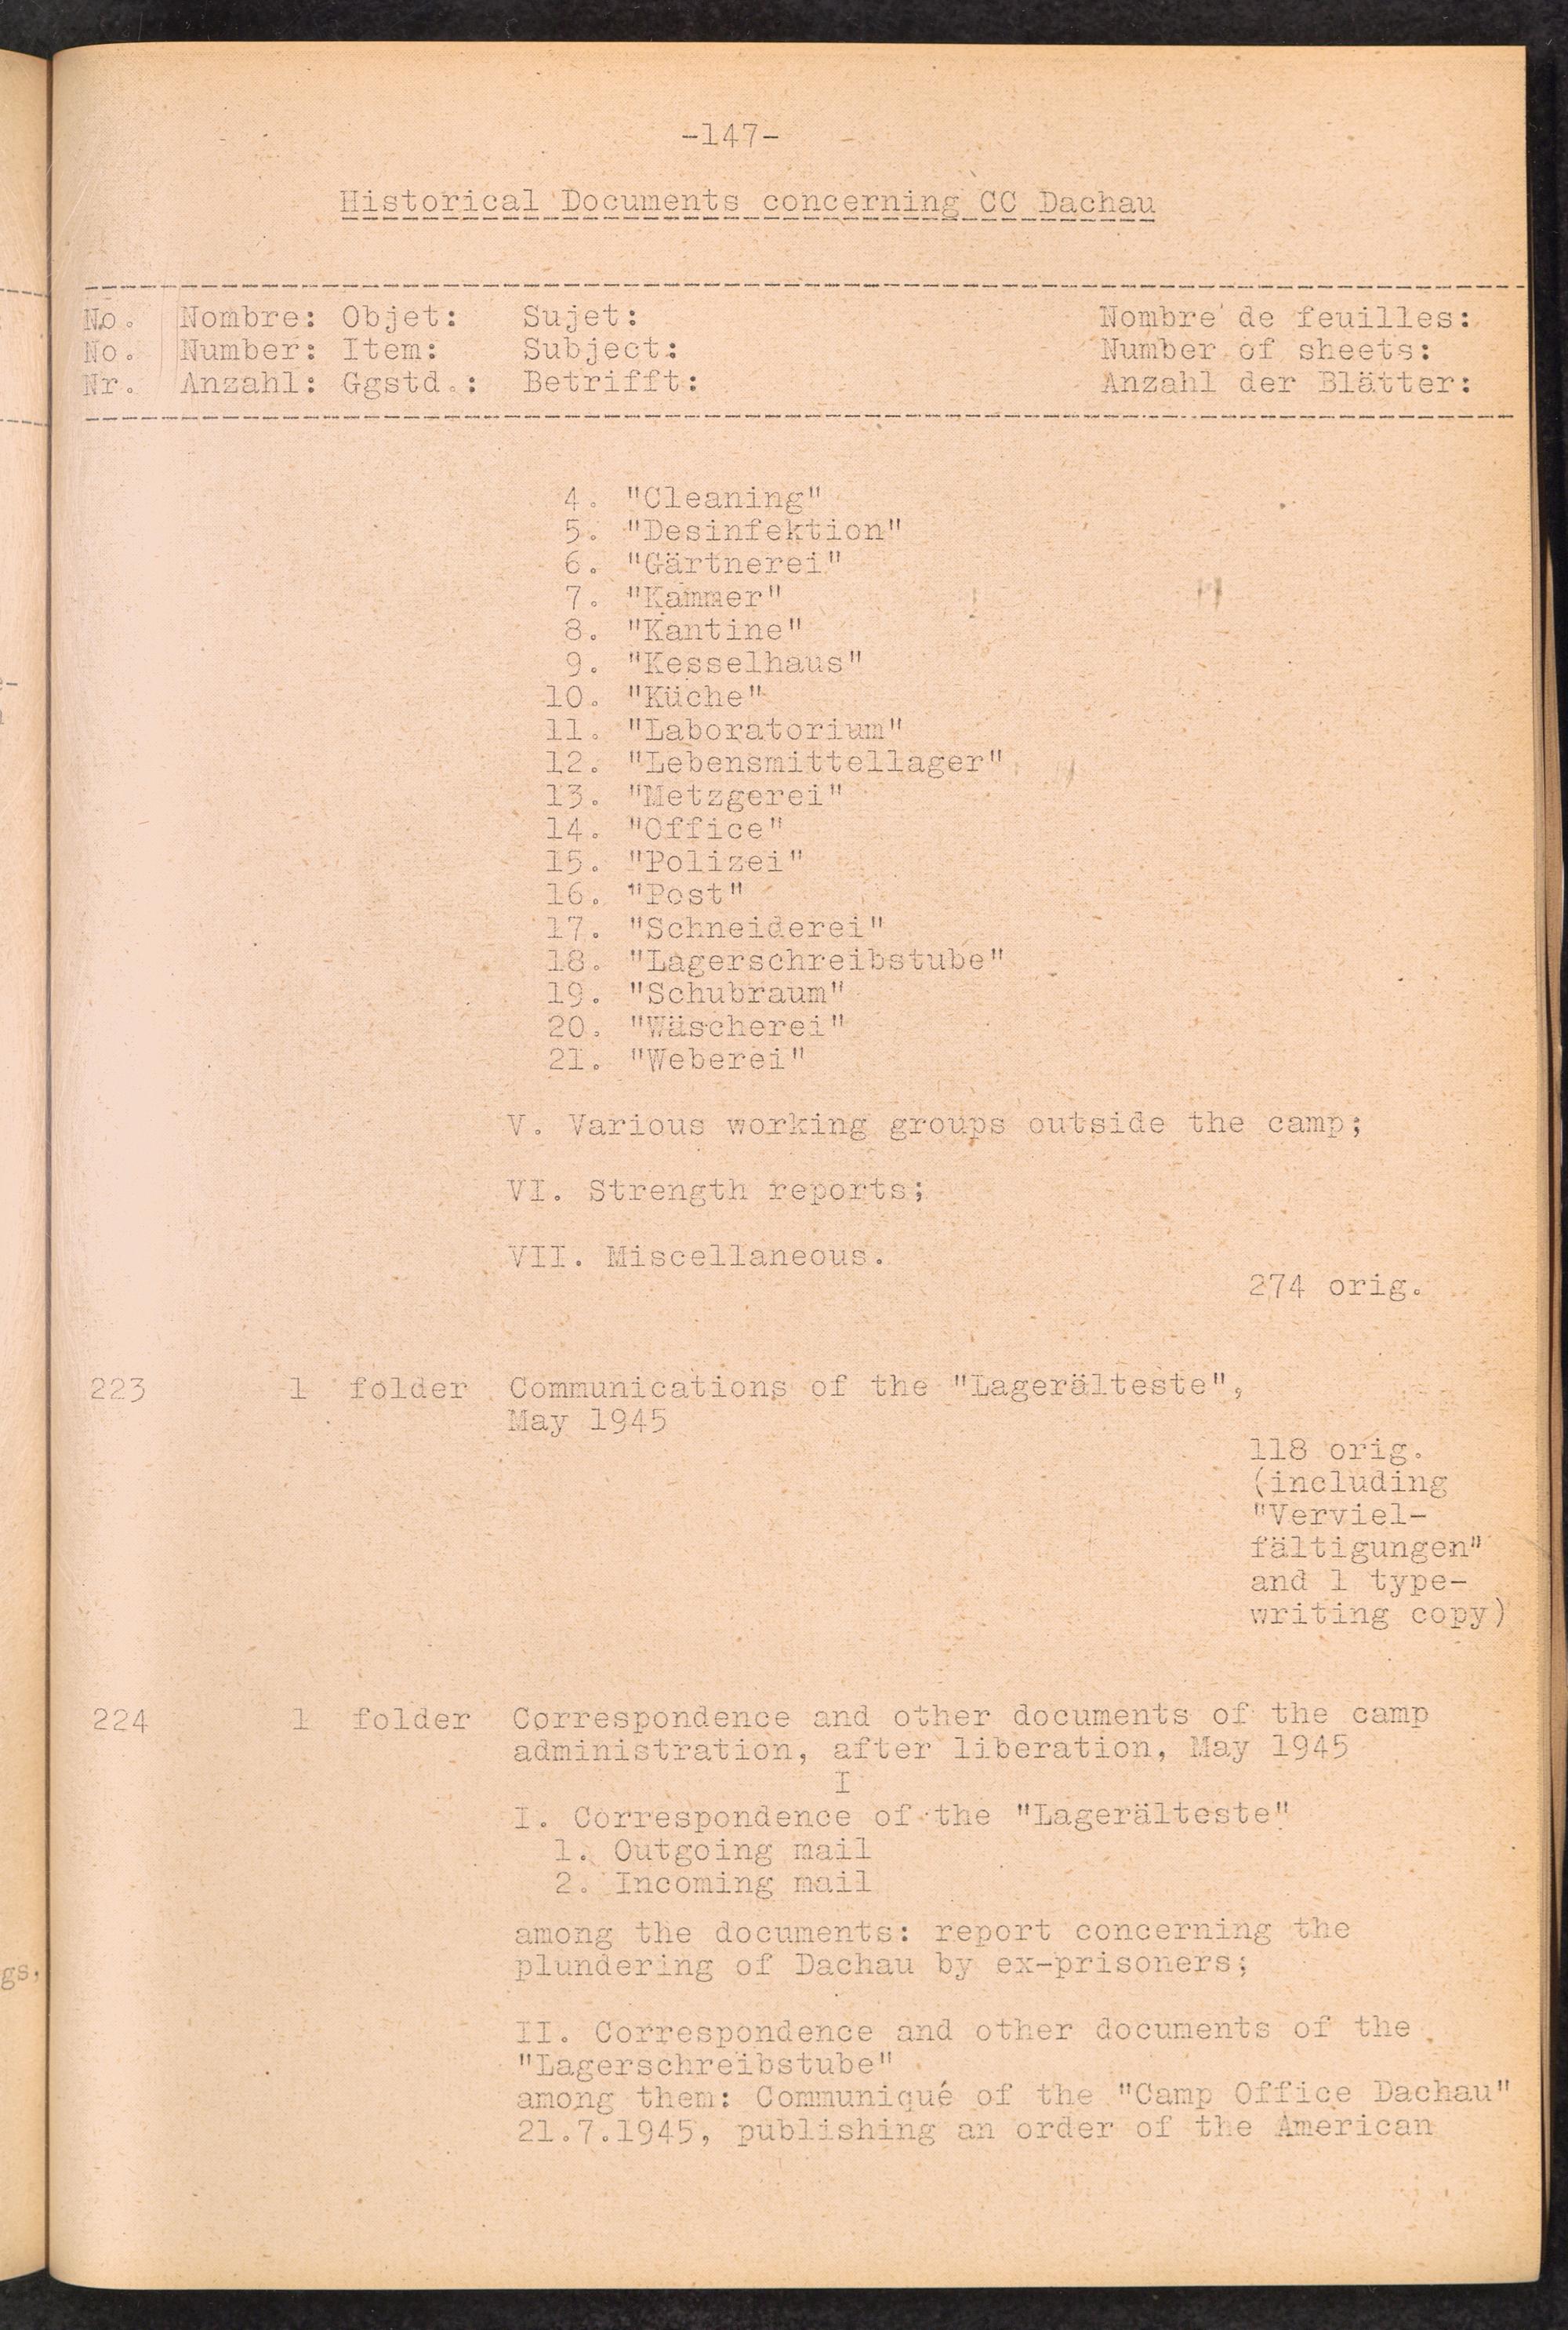 -147-
Historical Documents concerning CC Dachau
No. Nombre: Objet: Sujet: Nombre de feuilles:
No. Number: Item: Subject: Number of sheets:
Nr. Anzahl: Ggstd.: Betrifft: Anzahl der Blätter:
4. "Cleaning"
5. "Desinfektion"
6. "Gärtnerei"
7. "Kammer"
8. "Kantine"
9. "Kesselhaus"
10. "Küche"
11. "Laboratorium"
12. "Lebensmittellager"
13. "Metzgerei"
14. "Office"
15. "Polizei"
16. "Post"
17. "Schneiderei"
18. "Lagerschreibstube"
19. "Schubraum"
20. "Wäscherei"
21. "Weberei"
V. Various working groups outside the camp;
VI. Strength reports;
VII. Miscellaneous.
274 orig.
223 1 folder Communications of the "Lagerälteste",
May 1945
118 orig.
(including
"Verviel-
fältigungen"
and 1 type-
writing copy)
224 1 folder Correspondence and other documents of the camp
administration, after liberation, May 1945
I
I. Correspondence of the "Lagerälteste"
1. Outgoing mail
2. Incoming mail
among the documents: report concerning the
plundering of Dachau by ex-prisoners;
II. Correspondence and other documents of the
"Lagerschreibstube"
among them: Communiqué of the "Camp Office Dachau"
21.7.1945, publishing an order of the American
gs,